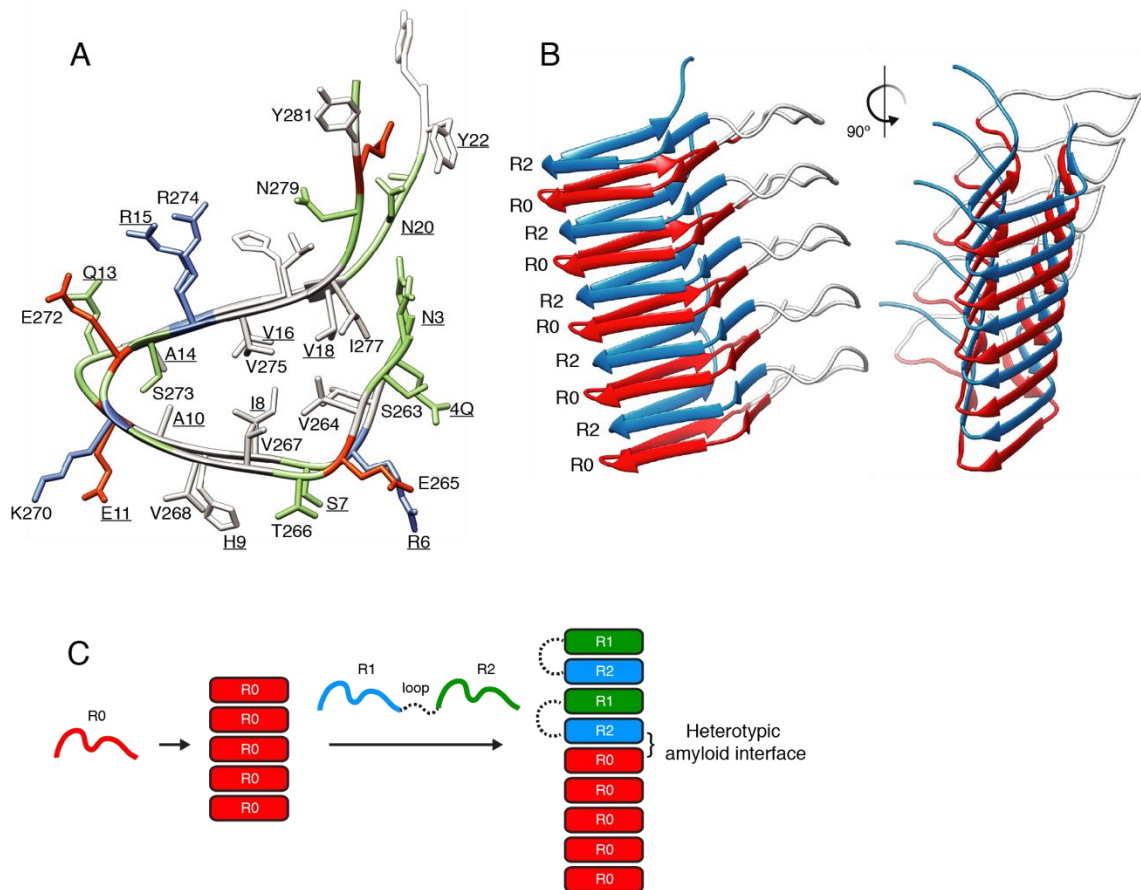 A
Y281
Y22
N279
R274
R15
N20
Q13
E272
N3
V16
V18
I277
A14
V275
S273
I8
A10
V264
S263
4Q
V267
E265
K270
E11
V268
S7
T266
R6
H9
B
90º
R2
R0
R2
R0
R2
R0
R2
R0
R2
R0
C
R0
R0
R0
R0
R0
R0
R1
loop
R2
R1
R2
R1
R2
R0
R0
R0
R0
R0
Heterotypic
amyloid interface